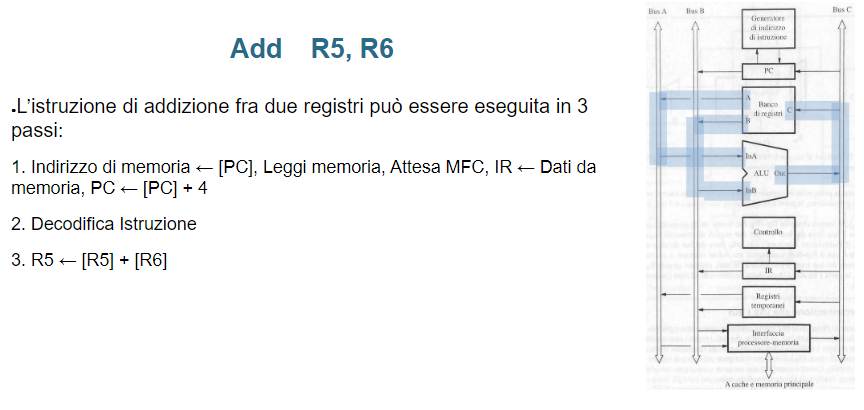 Add R5, R6
.L'istruzione di addizione fra due registri può essere eseguita in 3
passi:
1. Indirizzo di memoria ← [PC], Leggi memoria, Attesa MFC, IR ← Dati da
memoria, PC ← [PC] + 4
2. Decodifica Istruzione
3. R5 ← [R5] + [R6]
Bus A
Bus B
Bus C
Generatore
di indirizzo
di istruzione
PC
A
Banco
di registri
C
B
InA
ALU Out
InB
Controllo
IR
Registri
temporanei
Interfaccia
processore-memoria
A cache e memoria principale